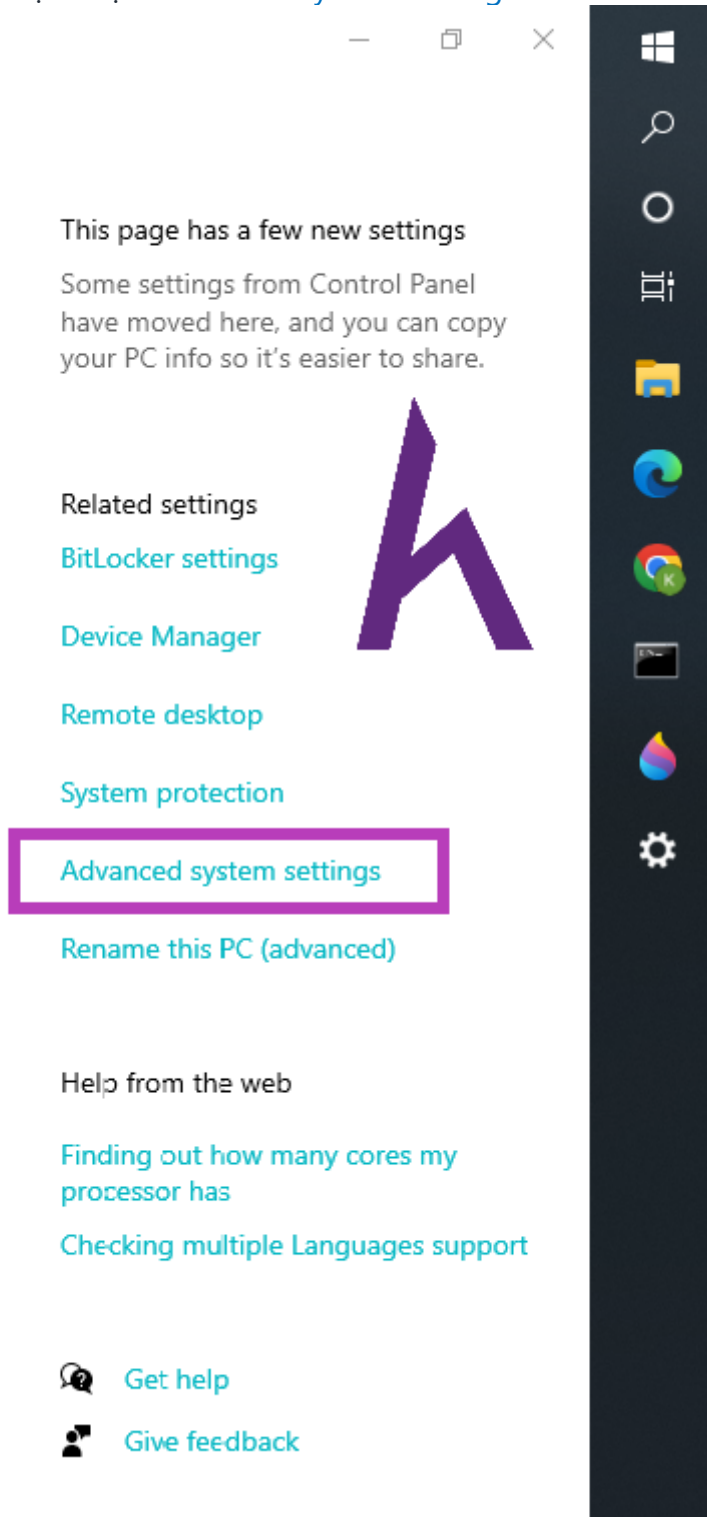 This page has a few new settings
Some settings from Control Panel
have moved here, and you can copy
your PC info so it's easier to share.
Related settings
BitLocker settings
Device Manager
Remote desktop
System protection
Advanced system settings
Rename this PC (advanced)
Help from the web
Finding out how many cores my
processor has
Checking multiple Languages support
Get help
Give feedback
K